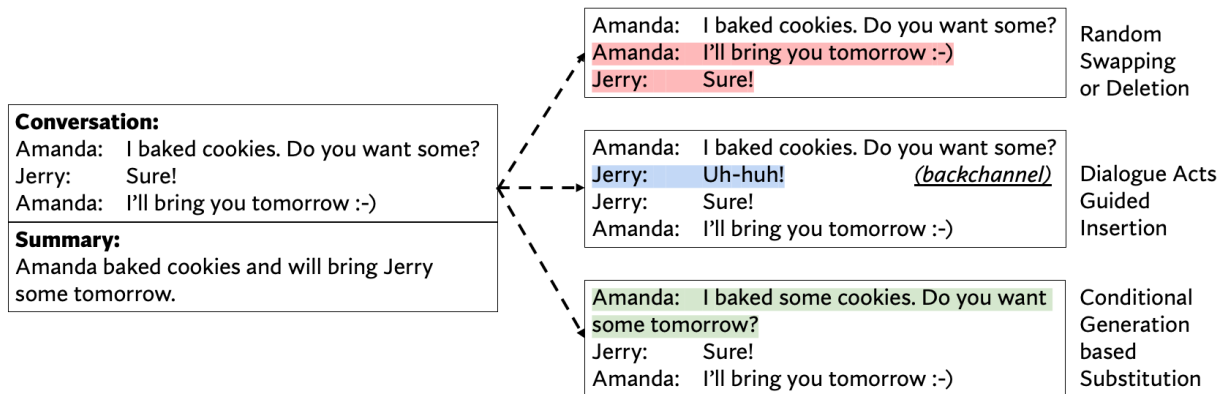 Conversation:
Amanda: I baked cookies. Do you want some?
Jerry: Sure!
Amanda: I'll bring you tomorrow :-)
Summary:
Amanda baked cookies and will bring Jerry
some tomorrow.
Amanda: I baked cookies. Do you want some?
Amanda: I'll bring you tomorrow :-)
Jerry: Sure!
Random
Swapping
or Deletion
Amanda: I baked cookies. Do you want some?
Jerry: Uh-huh! (backchannel)
Jerry: Sure!
Amanda: I'll bring you tomorrow :-)
Dialogue Acts
Guided
Insertion
Amanda: I baked some cookies. Do you want
some tomorrow?
Jerry: Sure!
Amanda: I'll bring you tomorrow :-)
Conditional
Generation
based
Substitution